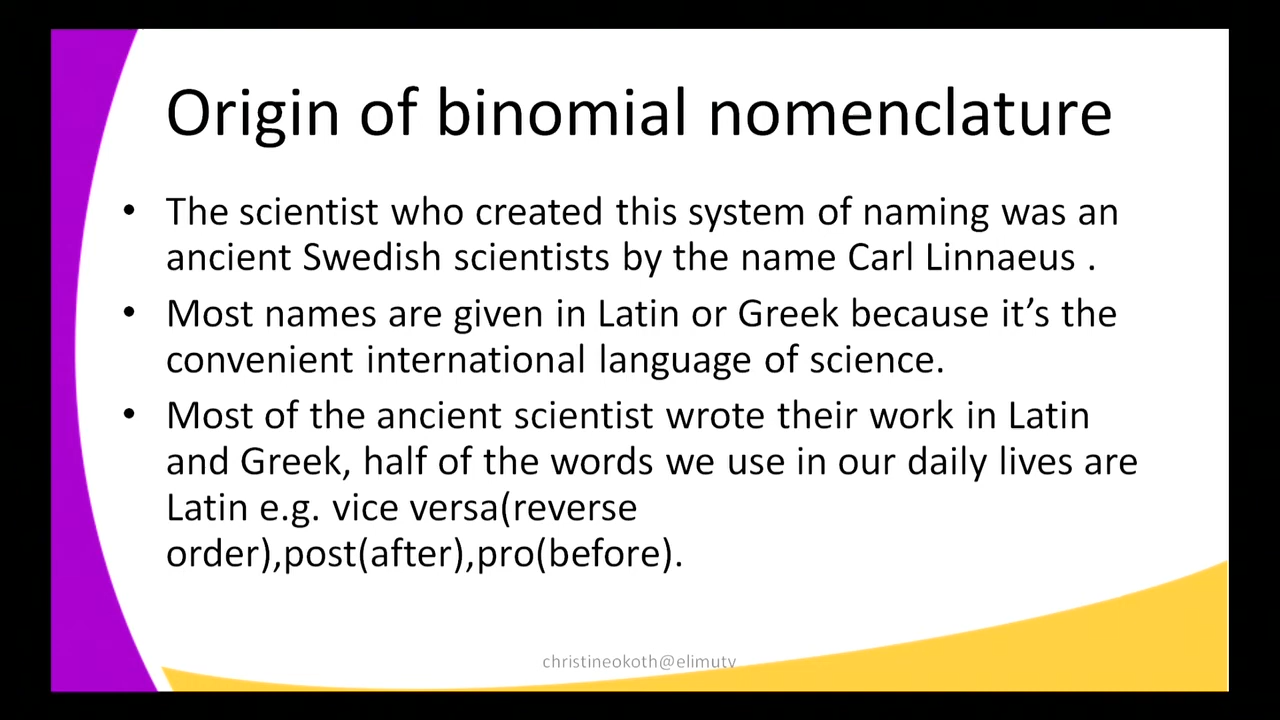 Origin of binomial nomenclature
• The scientist who created this system of naming was an
ancient Swedish scientists by the name Carl Linnaeus .
• Most names are given in Latin or Greek because it’s the
convenient international language of science.
• Most of the ancient scientist wrote their work in Latin
and Greek, half of the words we use in our daily lives are
Latin e.g. vice versa(reverse
order),post(after),pro(before).
christineokoth@elimutv